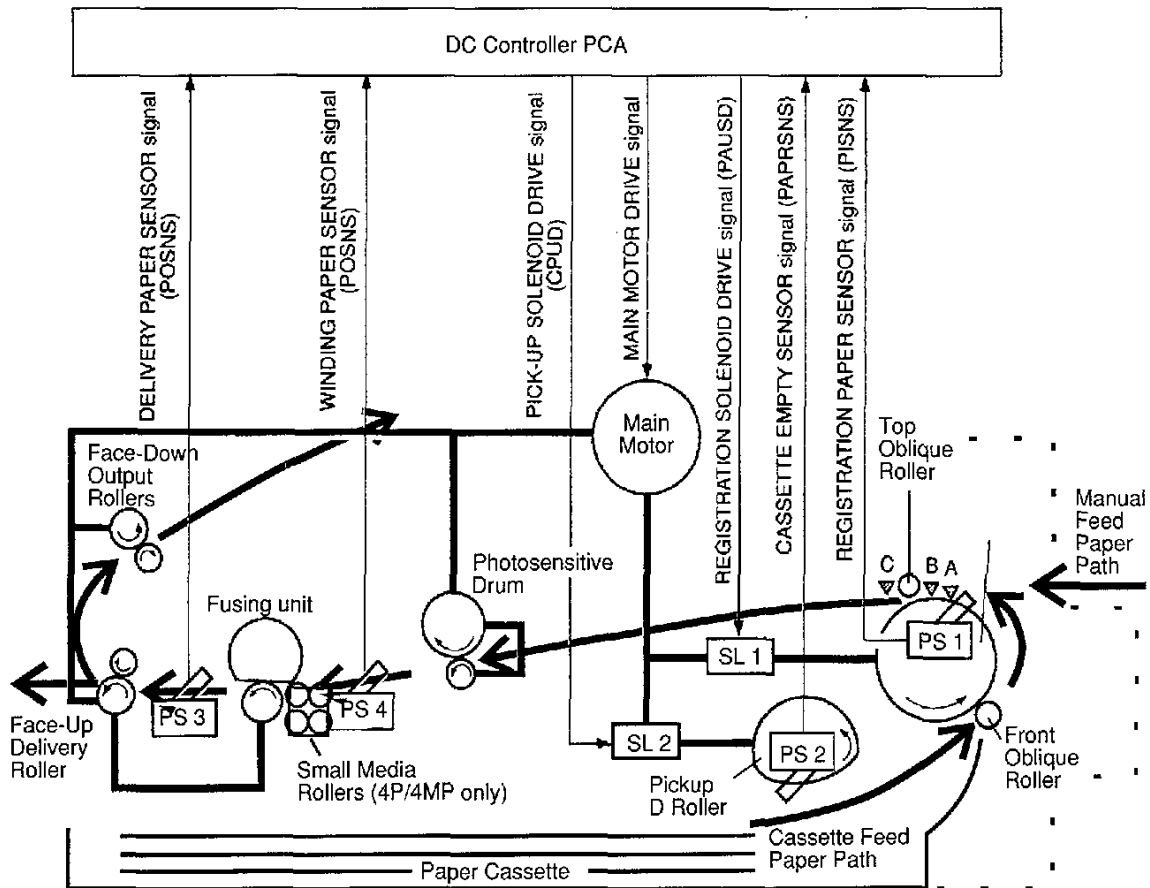 DC Controller PCA
DELIVERY PAPER SENSOR signal
(POSNS)
WINDING PAPER SENSOR signal
(POSNS)
PICK-UP SOLENOID DRIVE signal
(CPUD)
MAIN MOTOR DRIVE signal
REGISTRATION SOLENOID DRIVE signal (PAUSD)
CASSETTE EMPTY SENSOR signal (PAPRSNS)
REGISTRATION PAPER SENSOR signal (PISNS)
Main
Motor
Top
Oblique
Roller
Face-Down
Output
Rollers
Manual
Feed
Paper
Path
C
B
A
Photosensitive
Drum
Fusing unit
PS 1
SL 1
PS 3
PS 4
SL 2
PS 2
Face-Up
Delivery
Roller
Front
Oblique
Roller
Small Media
Rollers (4P/4MP only)
Pickup
D Roller
Cassette Feed
Paper Path
Paper Cassette